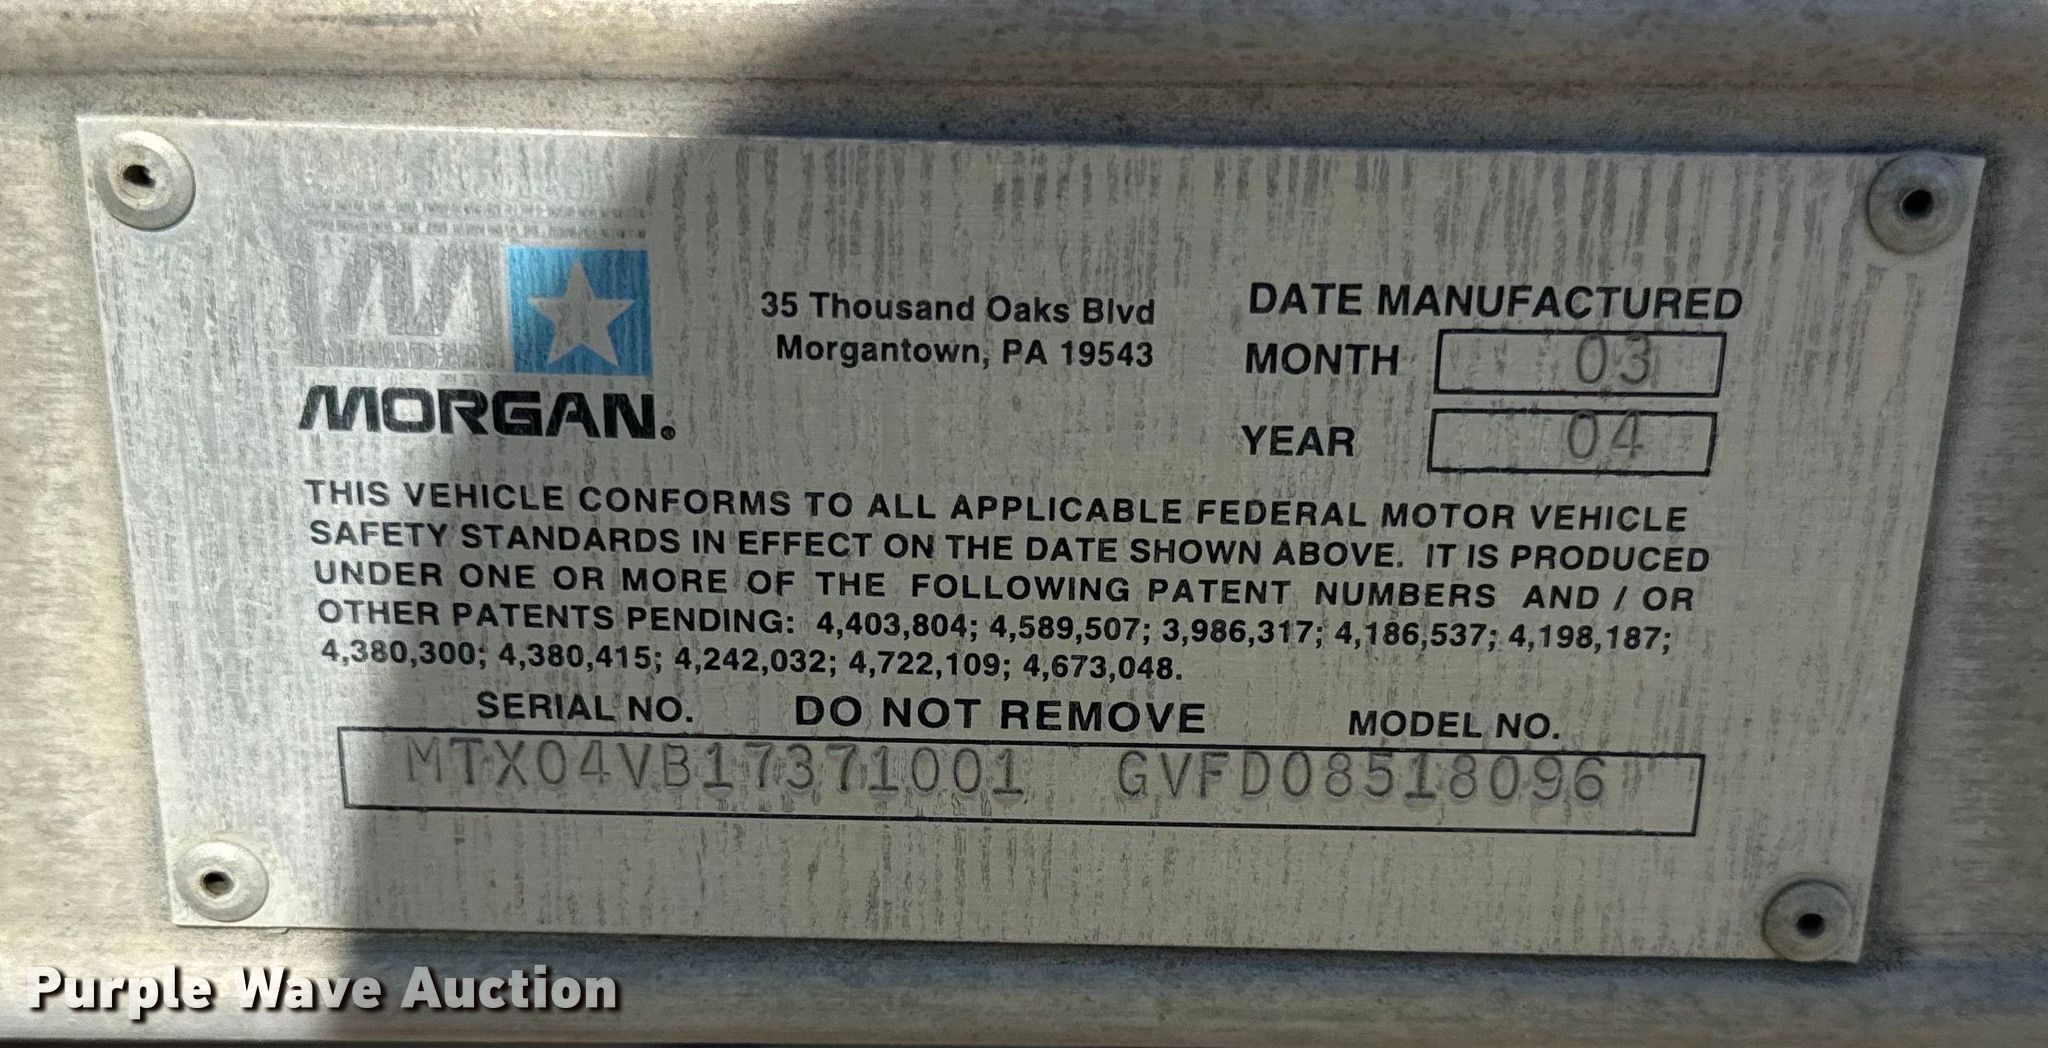 MORGAN®
35 Thousand Oaks Blvd
Morgantown, PA 19543
DATE MANUFACTURED
MONTH 03
YEAR 04
THIS VEHICLE CONFORMS TO ALL APPLICABLE FEDERAL MOTOR VEHICLE
SAFETY STANDARDS IN EFFECT ON THE DATE SHOWN ABOVE. IT IS PRODUCED
UNDER ONE OR MORE OF THE FOLLOWING PATENT NUMBERS AND / OR
OTHER PATENTS PENDING: 4,403,804; 4,589,507; 3,986,317; 4,186,537; 4,198,187;
4,380,300; 4,380,415; 4,242,032; 4,722,109; 4,673,048.
SERIAL NO. DO NOT REMOVE MODEL NO.
MTX04VB17371001 GVFD08518096
Purple Wave Auction